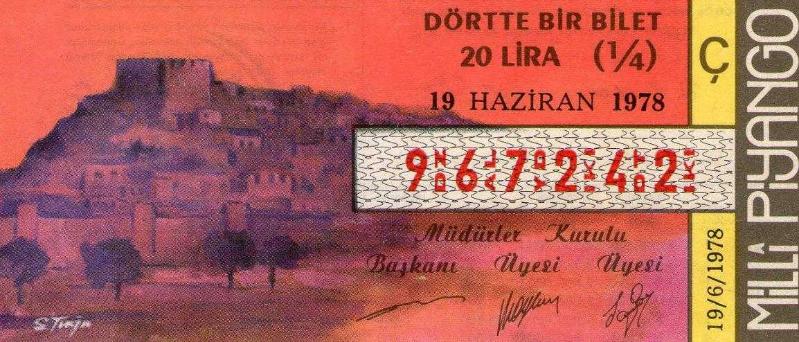 DÖRTTE BİR BİLET
20 LİRA (¼)
19 HAZİRAN 1978
967242
Müdürler Kurulu
Başkanı Üyesi Üyesi
Ç
19/6/1978
MİLLİ PİYANGO